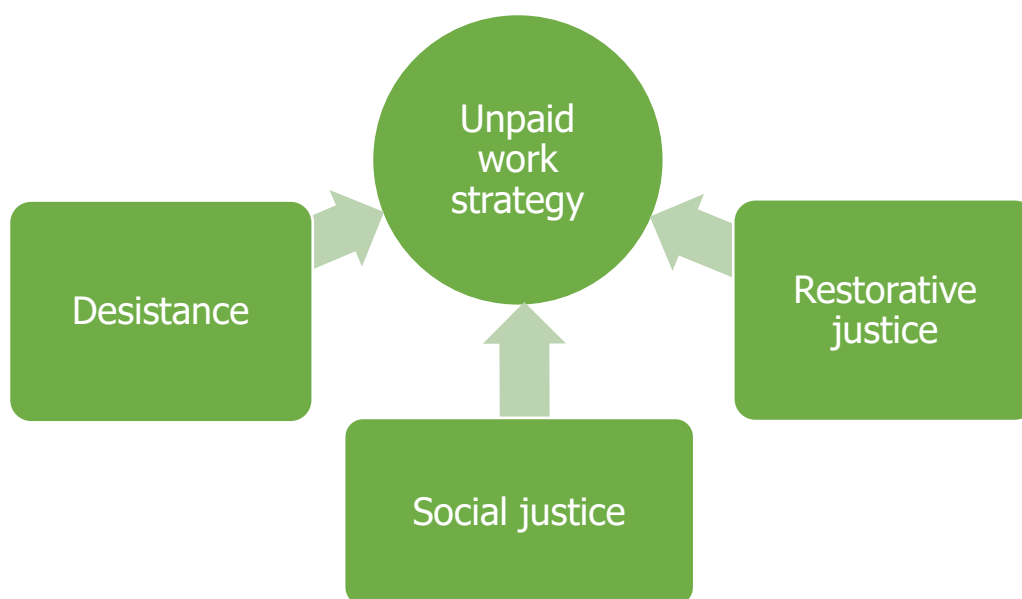 Unpaid
work
strategy
Desistance
Restorative
justice
Social justice